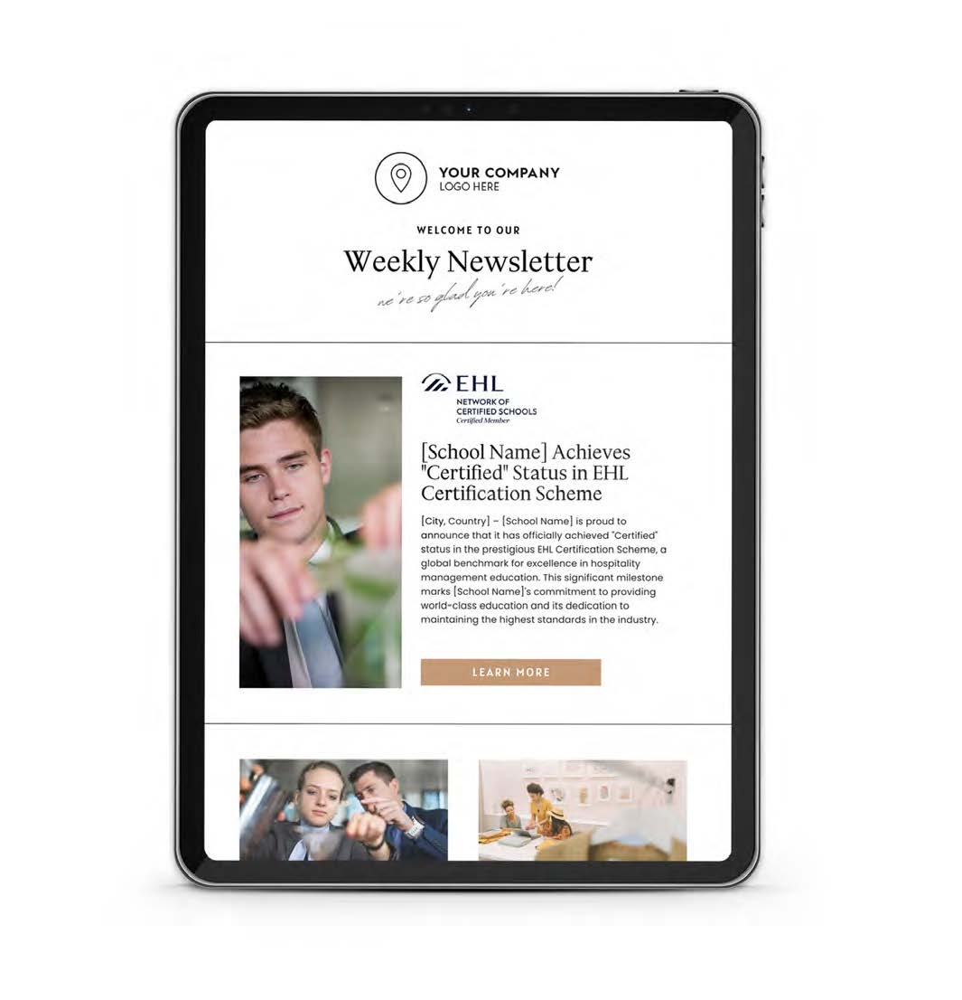 YOUR COMPANY
LOGO HERE
WELCOME TO OUR
Weekly Newsletter
we're so glad you're here!
EHL
NETWORK OF
CERTIFIED SCHOOLS
Certified Member
[School Name] Achieves
"Certified" Status in EHL
Certification Scheme
[City, Country] – [School Name] is proud to
announce that it has officially achieved "Certified"
status in the prestigious EHL Certification Scheme, a
global benchmark for excellence in hospitality
management education. This significant milestone
marks [School Name]'s commitment to providing
world-class education and its dedication to
maintaining the highest standards in the industry.
LEARN MORE